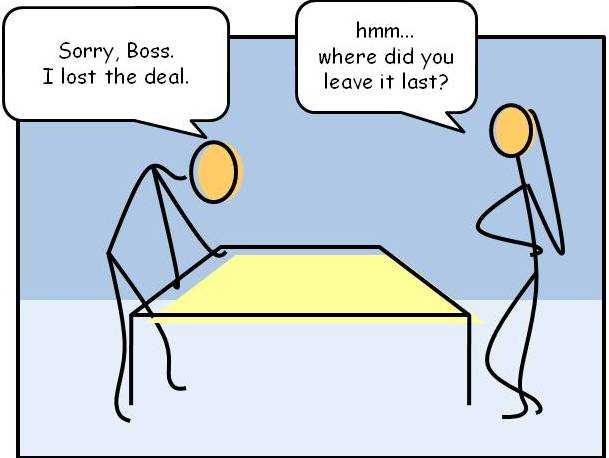 Sorry, Boss.
I lost the deal.
hmm...
where did you
leave it last?